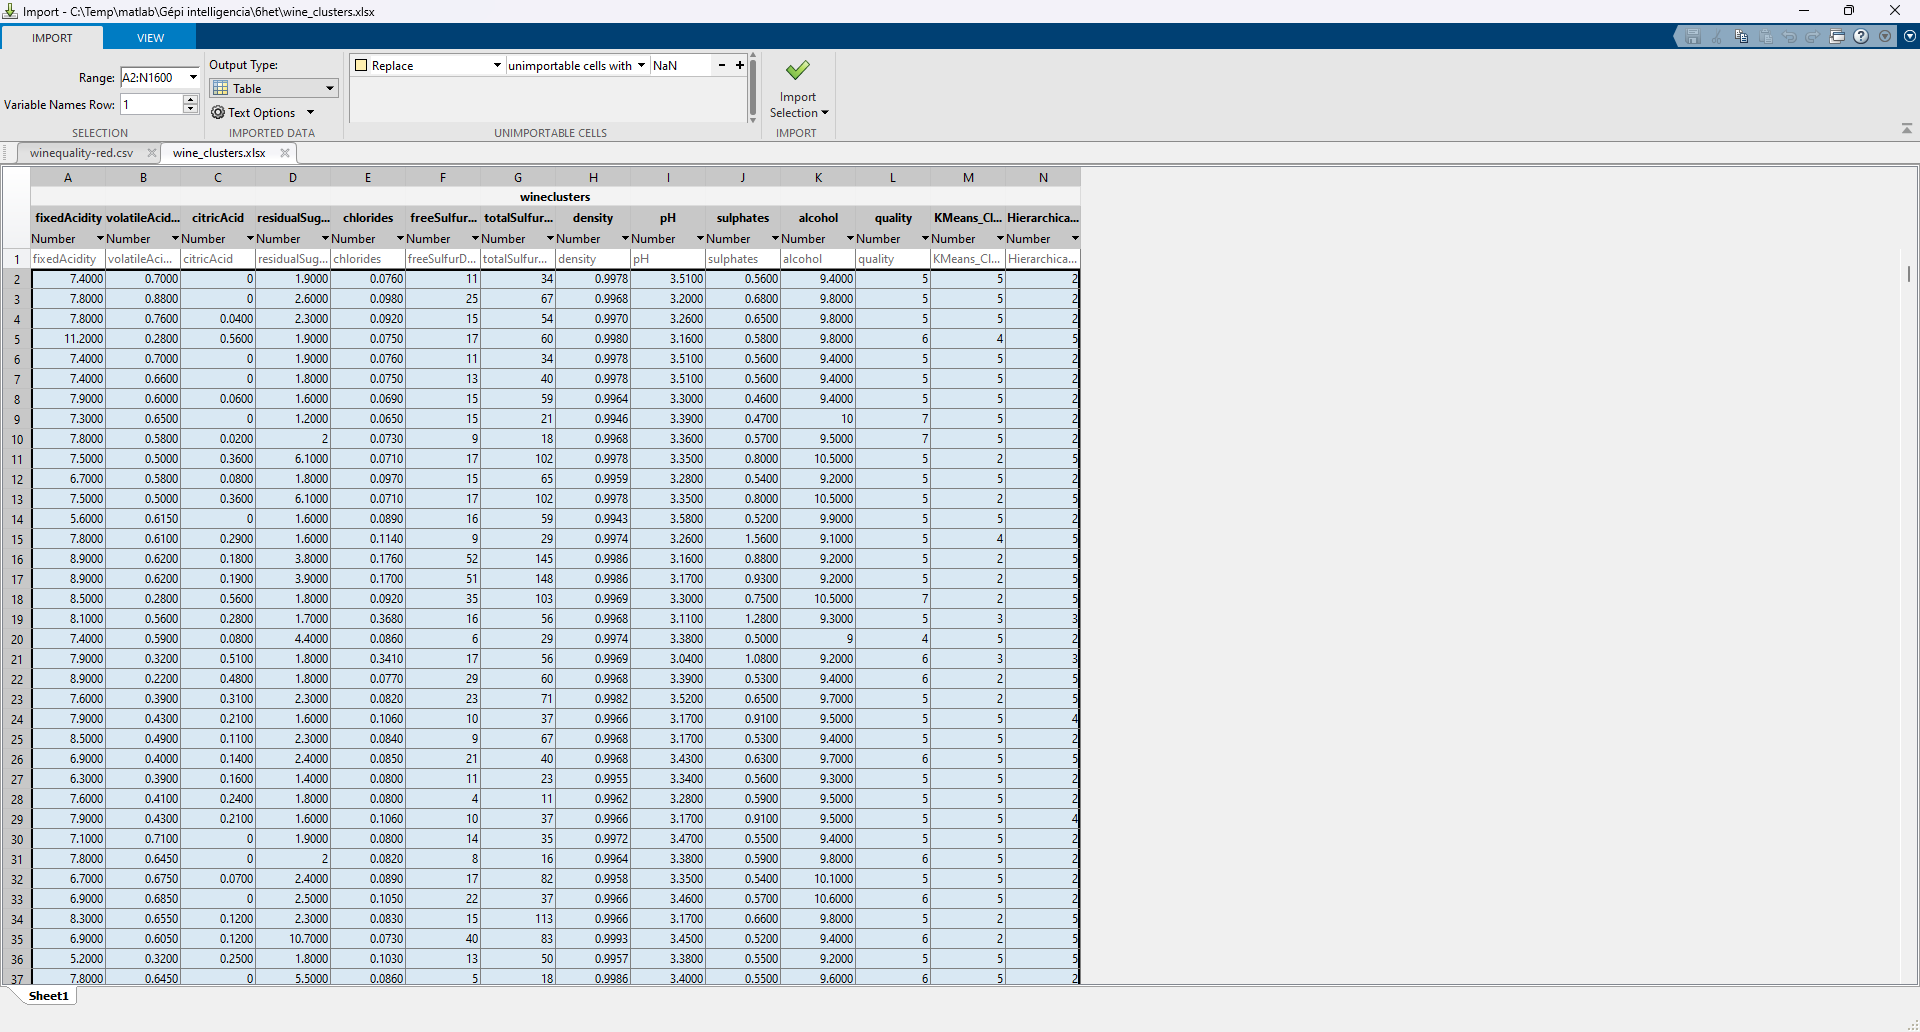 Import - C:\Temp\matlab\Gépi intelligencia\6het\wine_clusters.xlsx
IMPORT VIEW
Range: A2:N1600
Variable Names Row: 1
SELECTION
Output Type:
Table
Text Options
IMPORTED DATA
Replace unimportable cells with NaN - +
UNIMPORTABLE CELLS
Import
Selection
IMPORT
winequality-red.csv wine_clusters.xlsx
A B C D E F G H I J K L M N
wineclusters
fixedAcidity volatileAcid... citricAcid residualSug... chlorides freeSulfur... totalSulfur... density pH sulphates alcohol quality KMeans_Cl... Hierarchica...
Number Number Number Number Number Number Number Number Number Number Number Number Number Number
1 fixedAcidity volatileAci... citricAcid residualSug... chlorides freeSulfurD... totalSulfur... density pH sulphates alcohol quality KMeans_Cl... Hierarchica...
2 7.4000 0.7000 0 1.9000 0.0760 11 34 0.9978 3.5100 0.5600 9.4000 5 5 2
3 7.8000 0.8800 0 2.6000 0.0980 25 67 0.9968 3.2000 0.6800 9.8000 5 5 2
4 7.8000 0.7600 0.0400 2.3000 0.0920 15 54 0.9970 3.2600 0.6500 9.8000 5 5 2
5 11.2000 0.2800 0.5600 1.9000 0.0750 17 60 0.9980 3.1600 0.5800 9.8000 6 4 5
6 7.4000 0.7000 0 1.9000 0.0760 11 34 0.9978 3.5100 0.5600 9.4000 5 5 2
7 7.4000 0.6600 0 1.8000 0.0750 13 40 0.9978 3.5100 0.5600 9.4000 5 5 2
8 7.9000 0.6000 0.0600 1.6000 0.0690 15 59 0.9964 3.3000 0.4600 9.4000 5 5 2
9 7.3000 0.6500 0 1.2000 0.0650 15 21 0.9946 3.3900 0.4700 10 7 5 2
10 7.8000 0.5800 0.0200 2 0.0730 9 18 0.9968 3.3600 0.5700 9.5000 7 5 2
11 7.5000 0.5000 0.3600 6.1000 0.0710 17 102 0.9978 3.3500 0.8000 10.5000 5 2 5
12 6.7000 0.5800 0.0800 1.8000 0.0970 15 65 0.9959 3.2800 0.5400 9.2000 5 5 2
13 7.5000 0.5000 0.3600 6.1000 0.0710 17 102 0.9978 3.3500 0.8000 10.5000 5 2 5
14 5.6000 0.6150 0 1.6000 0.0890 16 59 0.9943 3.5800 0.5200 9.9000 5 5 2
15 7.8000 0.6100 0.2900 1.6000 0.1140 9 29 0.9974 3.2600 1.5600 9.1000 5 4 5
16 8.9000 0.6200 0.1800 3.8000 0.1760 52 145 0.9986 3.1600 0.8800 9.2000 5 2 5
17 8.9000 0.6200 0.1900 3.9000 0.1700 51 148 0.9986 3.1700 0.9300 9.2000 5 2 5
18 8.5000 0.2800 0.5600 1.8000 0.0920 35 103 0.9969 3.3000 0.7500 10.5000 7 2 5
19 8.1000 0.5600 0.2800 1.7000 0.3680 16 56 0.9968 3.1100 1.2800 9.3000 5 3 3
20 7.4000 0.5900 0.0800 4.4000 0.0860 6 29 0.9974 3.3800 0.5000 9 4 5 2
21 7.9000 0.3200 0.5100 1.8000 0.3410 17 56 0.9969 3.0400 1.0800 9.2000 6 3 3
22 8.9000 0.2200 0.4800 1.8000 0.0770 29 60 0.9968 3.3900 0.5300 9.4000 6 2 5
23 7.6000 0.3900 0.3100 2.3000 0.0820 23 71 0.9982 3.5200 0.6500 9.7000 5 2 5
24 7.9000 0.4300 0.2100 1.6000 0.1060 10 37 0.9966 3.1700 0.9100 9.5000 5 5 4
25 8.5000 0.4900 0.1100 2.3000 0.0840 9 67 0.9968 3.1700 0.5300 9.4000 5 5 2
26 6.9000 0.4000 0.1400 2.4000 0.0850 21 40 0.9968 3.4300 0.6300 9.7000 6 5 5
27 6.3000 0.3900 0.1600 1.4000 0.0800 11 23 0.9955 3.3400 0.5600 9.3000 5 5 2
28 7.6000 0.4100 0.2400 1.8000 0.0800 4 11 0.9962 3.2800 0.5900 9.5000 5 5 2
29 7.9000 0.4300 0.2100 1.6000 0.1060 10 37 0.9966 3.1700 0.9100 9.5000 5 5 4
30 7.1000 0.7100 0 1.9000 0.0800 14 35 0.9972 3.4700 0.5500 9.4000 5 5 2
31 7.8000 0.6450 0 2 0.0820 8 16 0.9964 3.3800 0.5900 9.8000 6 5 2
32 6.7000 0.6750 0.0700 2.4000 0.0890 17 82 0.9958 3.3500 0.5400 10.1000 5 5 2
33 6.9000 0.6850 0 2.5000 0.1050 22 37 0.9966 3.4600 0.5700 10.6000 6 5 2
34 8.3000 0.6550 0.1200 2.3000 0.0830 15 113 0.9966 3.1700 0.6600 9.8000 5 2 5
35 6.9000 0.6050 0.1200 10.7000 0.0730 40 83 0.9993 3.4500 0.5200 9.4000 6 2 5
36 5.2000 0.3200 0.2500 1.8000 0.1030 13 50 0.9957 3.3800 0.5500 9.2000 5 5 5
37 7.8000 0.6450 0 5.5000 0.0860 5 18 0.9986 3.4000 0.5500 9.6000 6 5 2
Sheet1